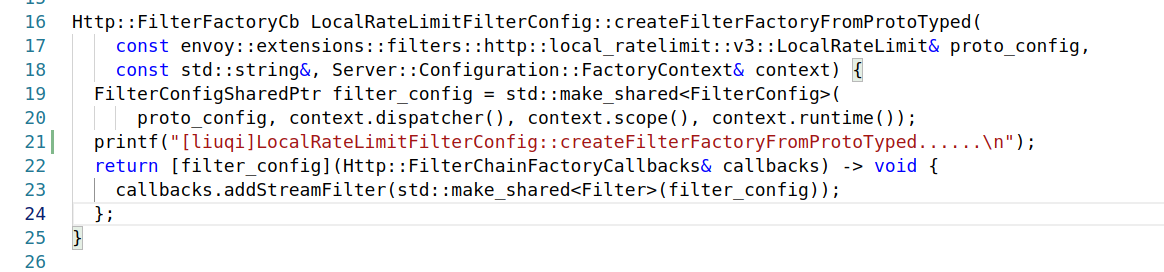 16 Http::FilterFactoryCb LocalRateLimitFilterConfig::createFilterFactoryFromProtoTyped(
17     const envoy::extensions::filters::http::local_ratelimit::v3::LocalRateLimit& proto_config,
18     const std::string&, Server::Configuration::FactoryContext& context) {
19   FilterConfigSharedPtr filter_config = std::make_shared<FilterConfig>(
20       proto_config, context.dispatcher(), context.scope(), context.runtime());
21   printf("[liuqi]LocalRateLimitFilterConfig::createFilterFactoryFromProtoTyped......\n");
22   return [filter_config](Http::FilterChainFactoryCallbacks& callbacks) -> void {
23     callbacks.addStreamFilter(std::make_shared<Filter>(filter_config));
24   };
25 }
26